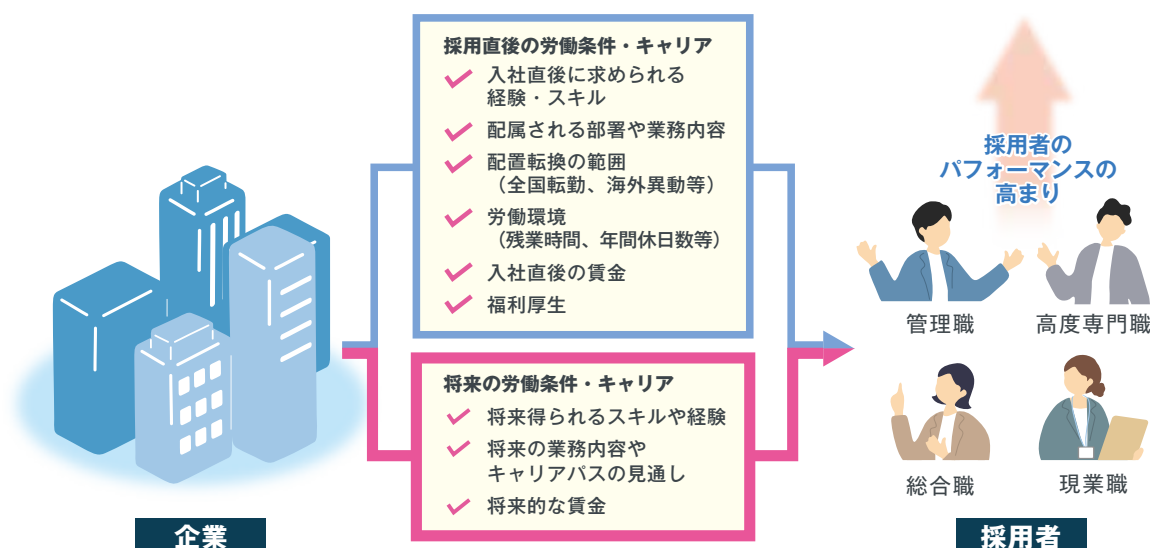 採用直後の労働条件・キャリア
入社直後に求められる
経験・スキル
配属される部署や業務内容
配置転換の範囲
（全国転勤、海外異動等）
労働環境
（残業時間、年間休日数等）
入社直後の賃金
福利厚生
将来の労働条件・キャリア
将来得られるスキルや経験
将来の業務内容や
キャリアパスの見通し
将来的な賃金
企業
採用者の
パフォーマンスの
高まり
管理職
高度専門職
総合職
現業職
採用者